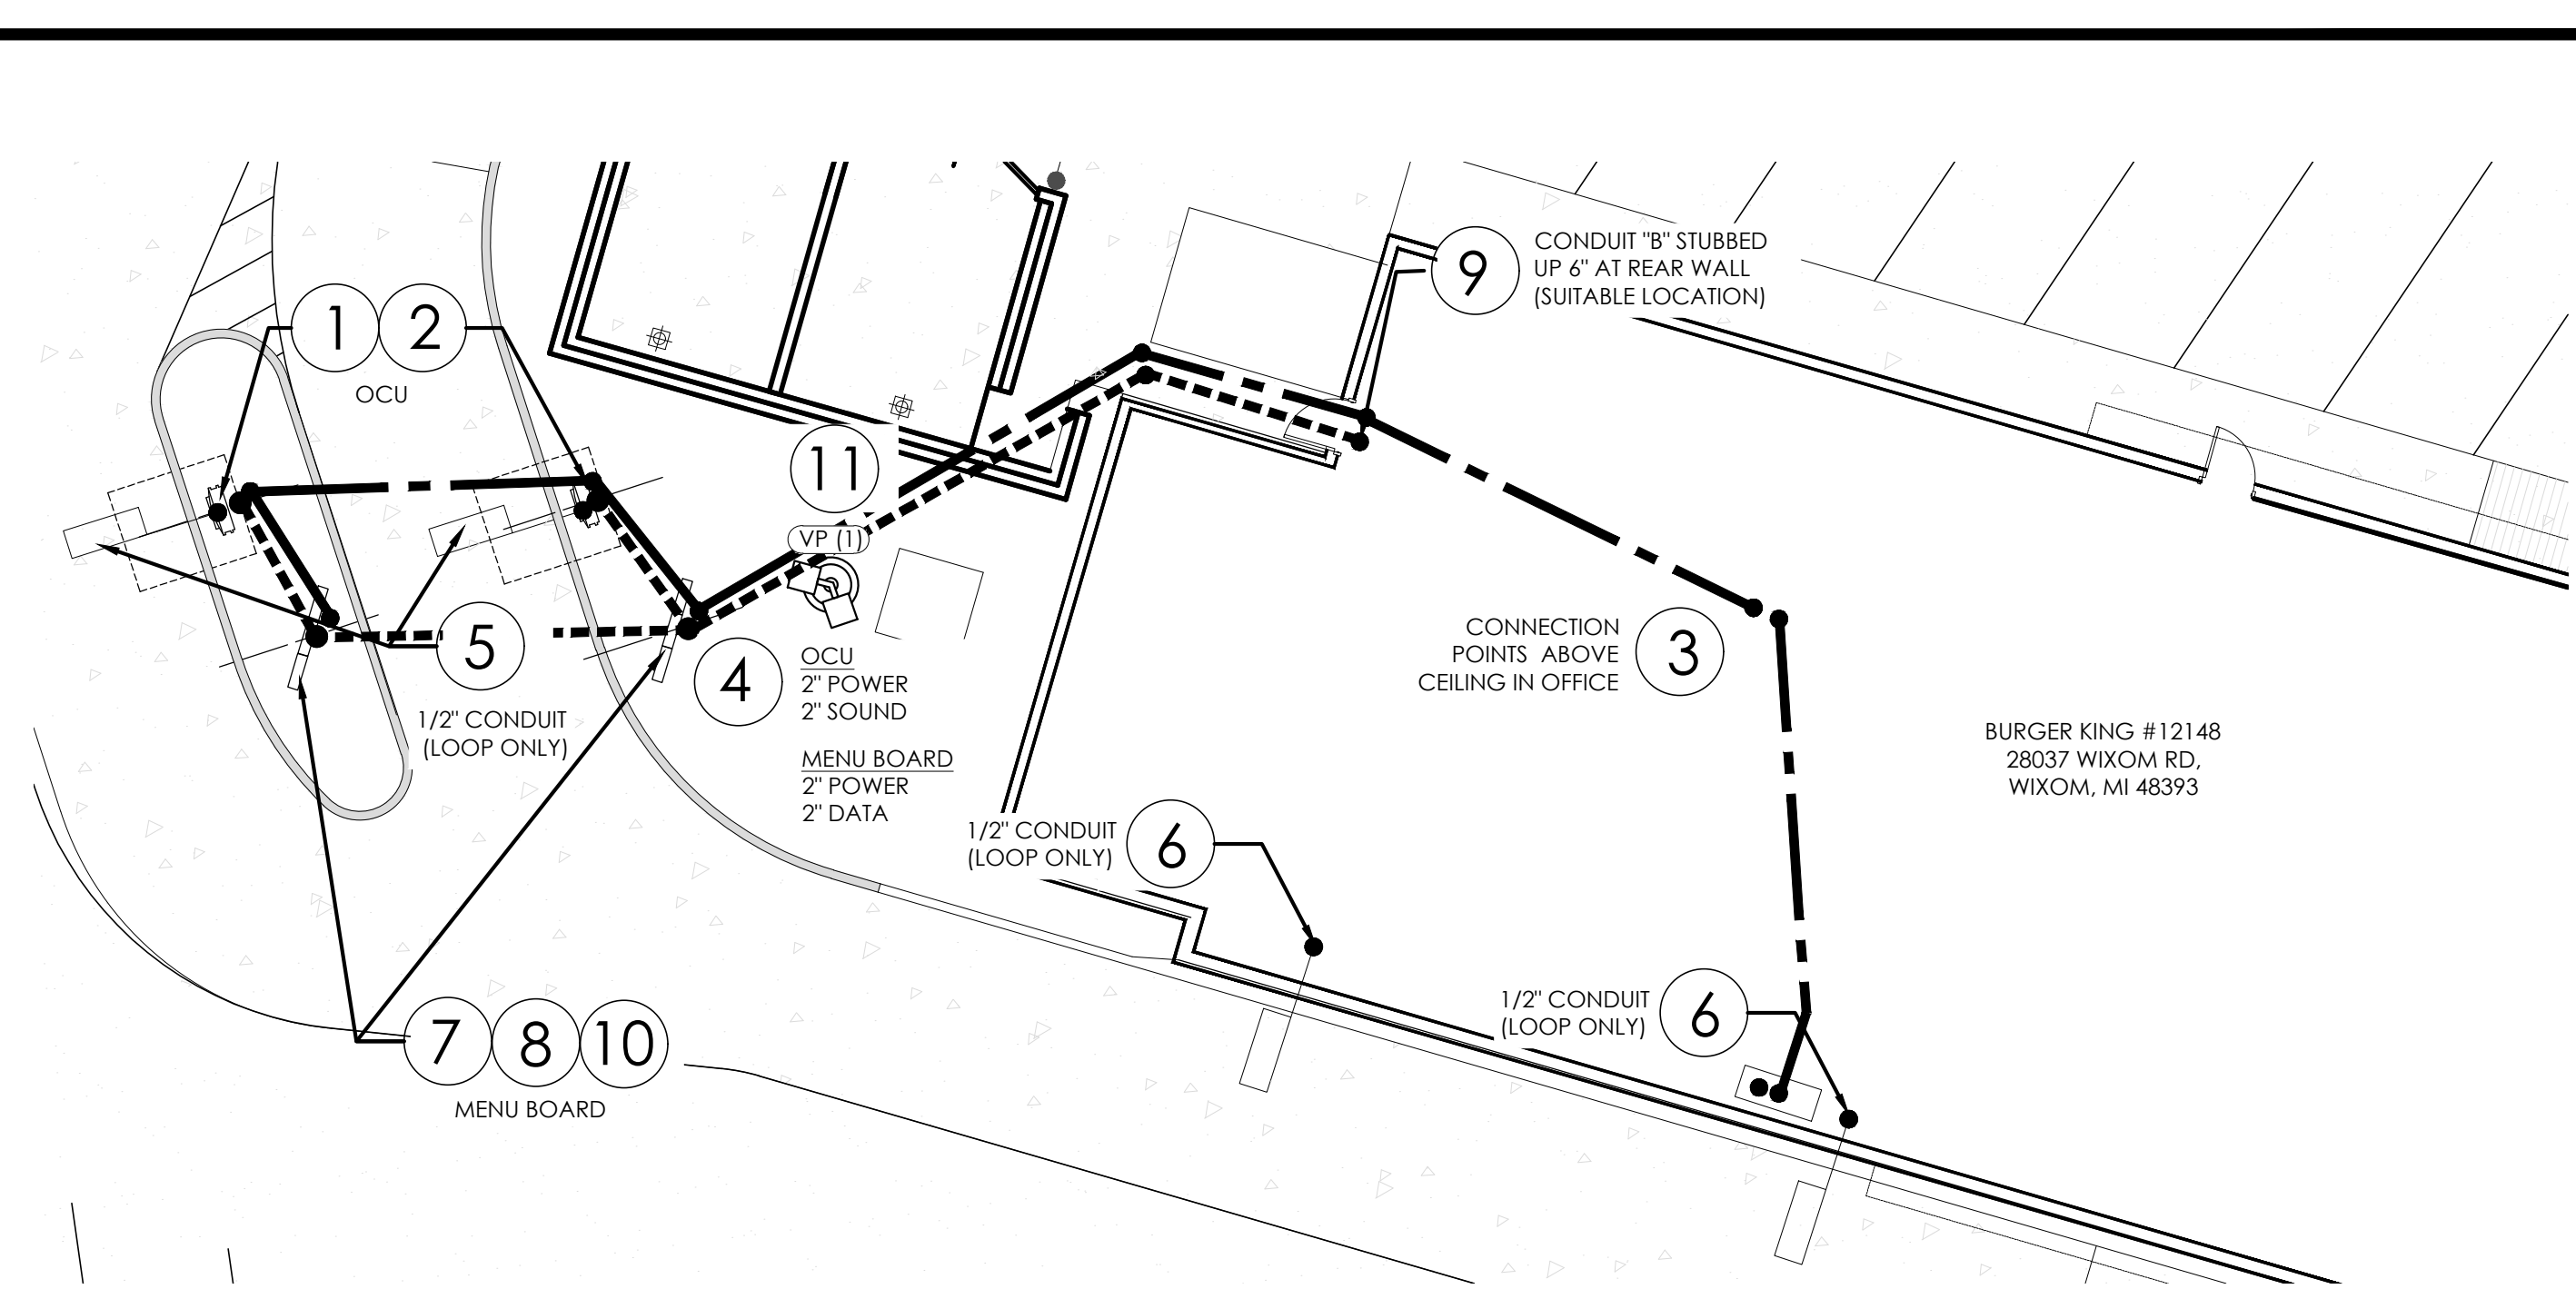 9
CONDUIT "B" STUBBED
UP 6" AT REAR WALL
(SUITABLE LOCATION)
1 2
OCU
11
VP (1)
5
1/2" CONDUIT
(LOOP ONLY)
4
OCU
2" POWER
2" SOUND
MENU BOARD
2" POWER
2" DATA
CONNECTION
POINTS ABOVE
CEILING IN OFFICE
3
BURGER KING #12148
28037 WIXOM RD,
WIXOM, MI 48393
1/2" CONDUIT
(LOOP ONLY)
6
1/2" CONDUIT
(LOOP ONLY)
6
7 8 10
MENU BOARD